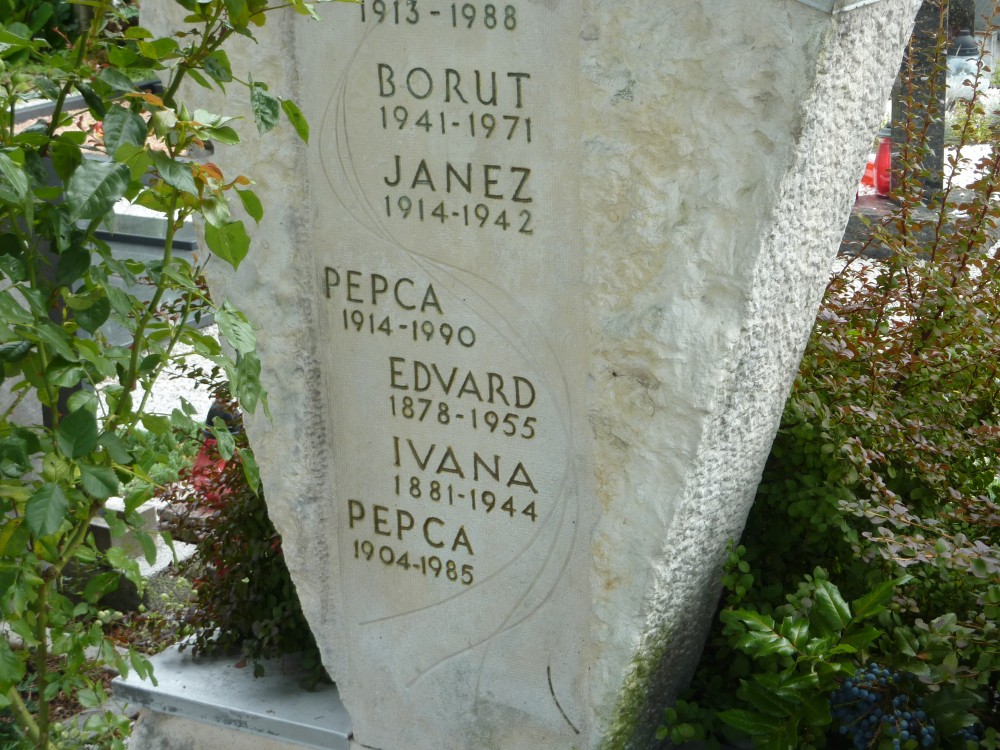 1913-1988
BORUT
1941-1971
JANEZ
1914-1942
PEPCA
1914-1990
EDVARD
1878-1955
IVANA
1881-1944
PEPCA
1904-1985